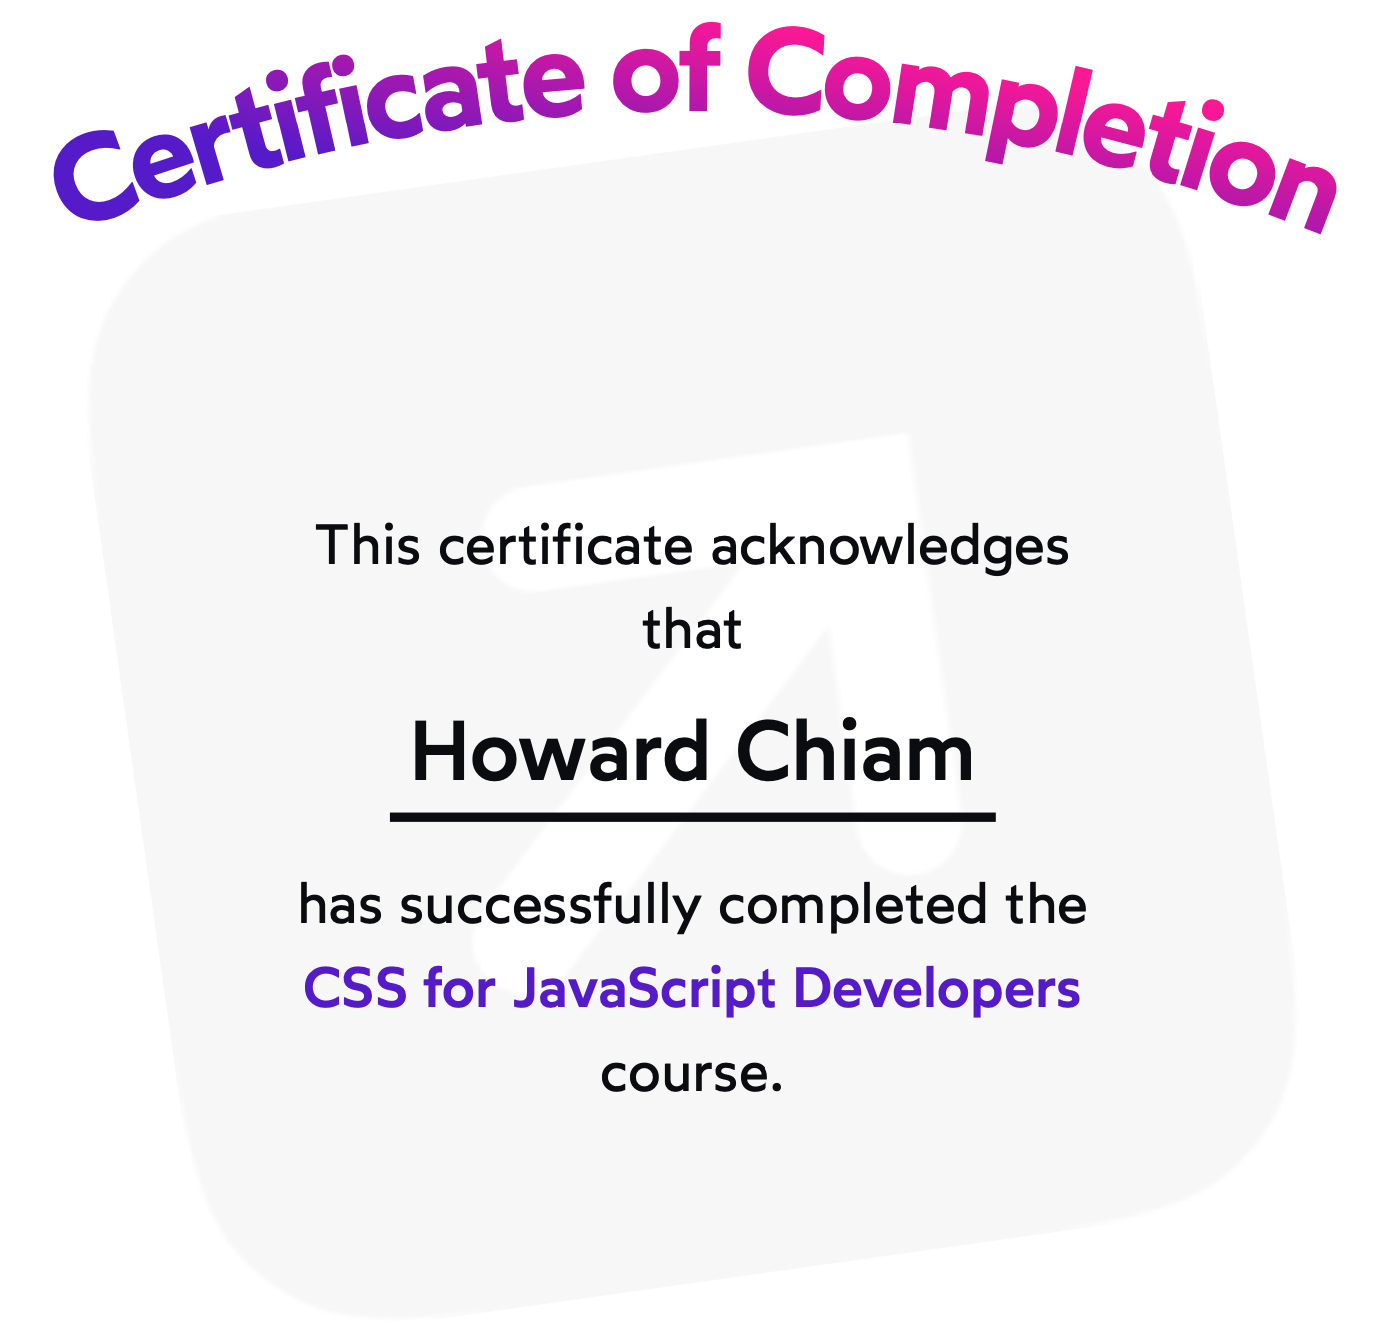 Certificate of Completion
This certificate acknowledges
that
Howard Chiam
has successfully completed the
CSS for JavaScript Developers
course.